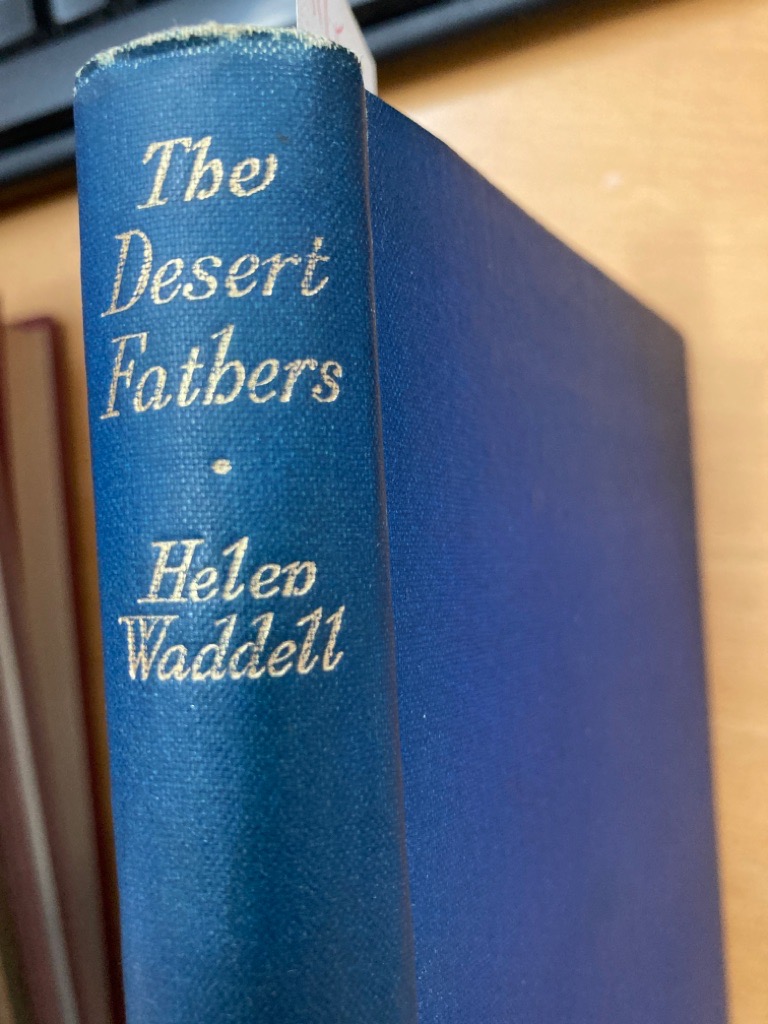 The
Desert
Fathers
•
Helen
Waddell